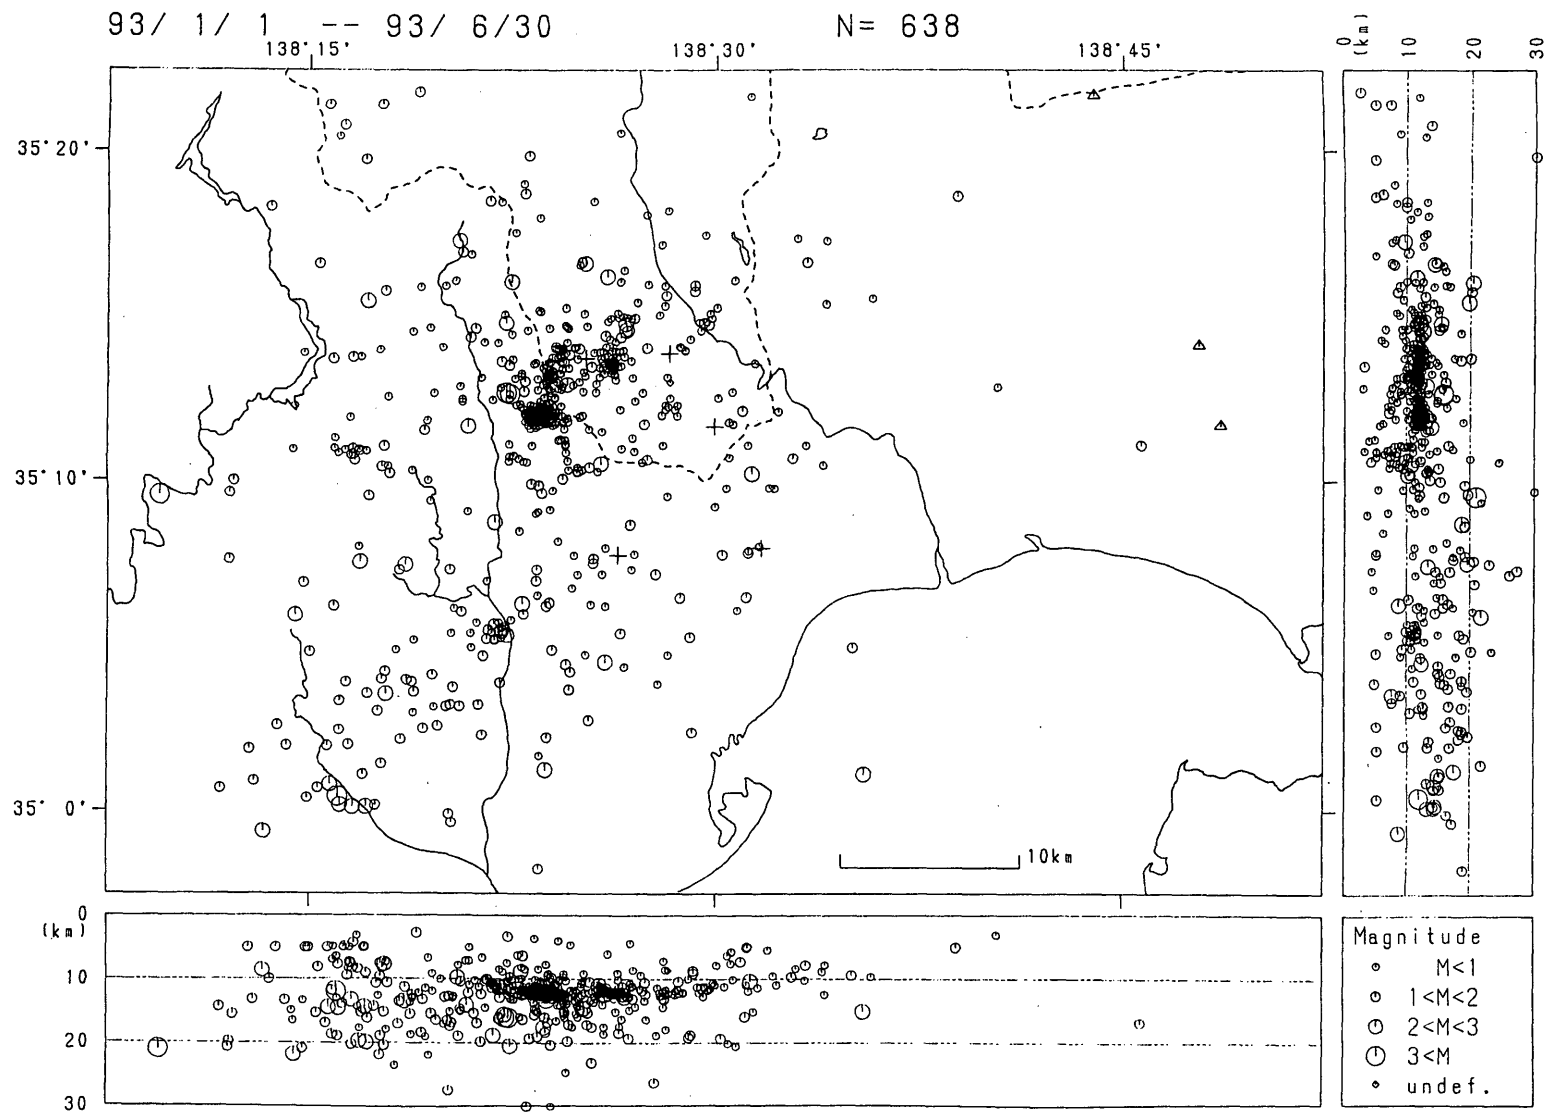 93/ 1/ 1 -- 93/ 6/30 N= 638
138°15' 138°30' 138°45'
0 (km) 10 20 30
35°20'
35°10'
35° 0'
10km
0
(km)
10
20
30
Magnitude
M<1
1<M<2
2<M<3
3<M
undef.